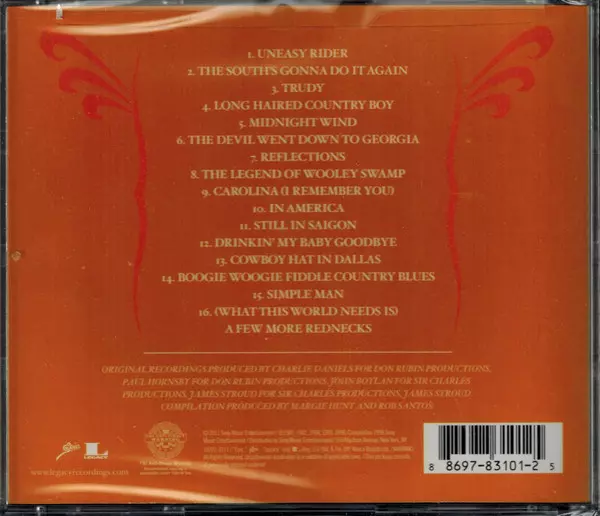 1. UNEASY RIDER
2. THE SOUTH'S GONNA DO IT AGAIN
3. TRUDY
4. LONG HAIRED COUNTRY BOY
5. MIDNIGHT WIND
6. THE DEVIL WENT DOWN TO GEORGIA
7. REFLECTIONS
8. THE LEGEND OF WOOLEY SWAMP
9. CAROLINA (I REMEMBER YOU)
10. IN AMERICA
11. STILL IN SAIGON
12. DRINKIN' MY BABY GOODBYE
13. COWBOY HAT IN DALLAS
14. BOOGIE WOOGIE FIDDLE COUNTRY BLUES
15. SIMPLE MAN
16. (WHAT THIS WORLD NEEDS IS)
A FEW MORE REDNECKS
ORIGINAL RECORDINGS PRODUCED BY CHARLIE DANIELS FOR DON RUBIN PRODUCTIONS,
PAUL HORNSBY FOR DON RUBIN PRODUCTIONS, JOHN BOYLAN FOR SIR CHARLES
PRODUCTIONS, JAMES STROUD FOR SIR CHARLES PRODUCTIONS, JAMES STROUD
COMPILATION PRODUCED BY MARGIE HUNT AND ROB SANTOS
Epic
L
LEGACY
www.legacyrecordings.com
8 8697-83101-2 5